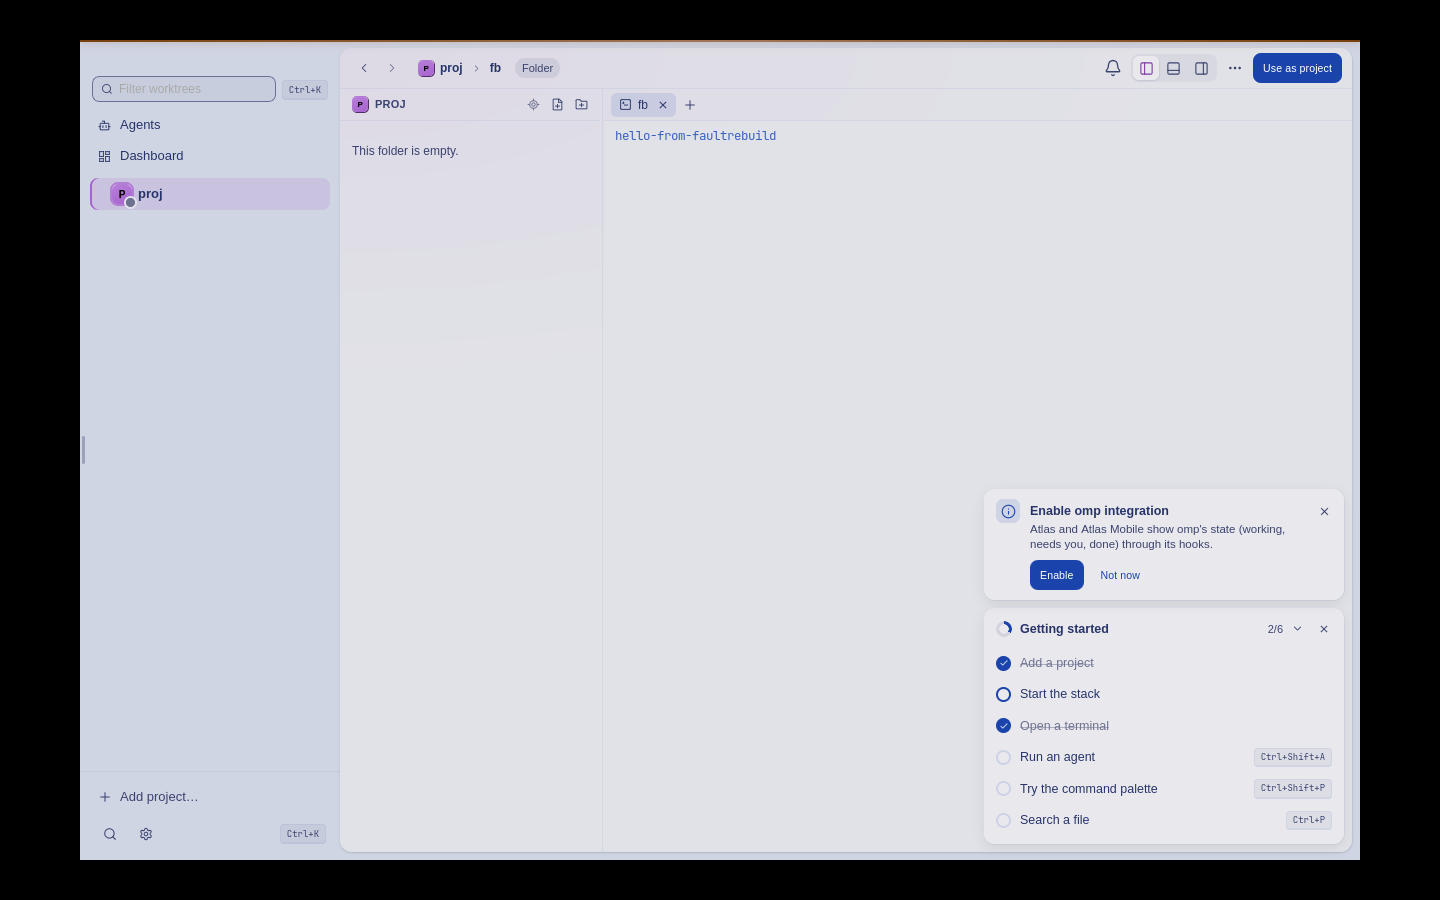 Filter worktrees
Ctrl+K
Agents
Dashboard
P proj
Add project…
Ctrl+K
P proj
fb
Folder
Use as project
P PROJ
This folder is empty.
fb
hello-from-faultrebuild
Enable omp integration
Atlas and Atlas Mobile show omp's state (working,
needs you, done) through its hooks.
Enable
Not now
Getting started
2/6
Add a project
Start the stack
Open a terminal
Run an agent
Ctrl+Shift+A
Try the command palette
Ctrl+Shift+P
Search a file
Ctrl+P